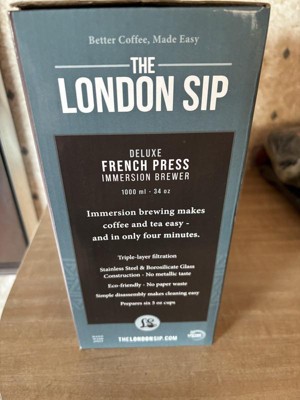 Better Coffee, Made Easy
THE
LONDON SIP
DELUXE
FRENCH PRESS
IMMERSION BREWER
1000 ml - 34 oz
Immersion brewing makes
coffee and tea easy -
and in only four minutes.
Triple-layer filtration
Stainless Steel & Borosilicate Glass
Construction - No metallic taste
Eco-friendly - No paper waste
Simple disassembly makes cleaning easy
Prepares six 5 oz cups
THELONDONSIP.COM